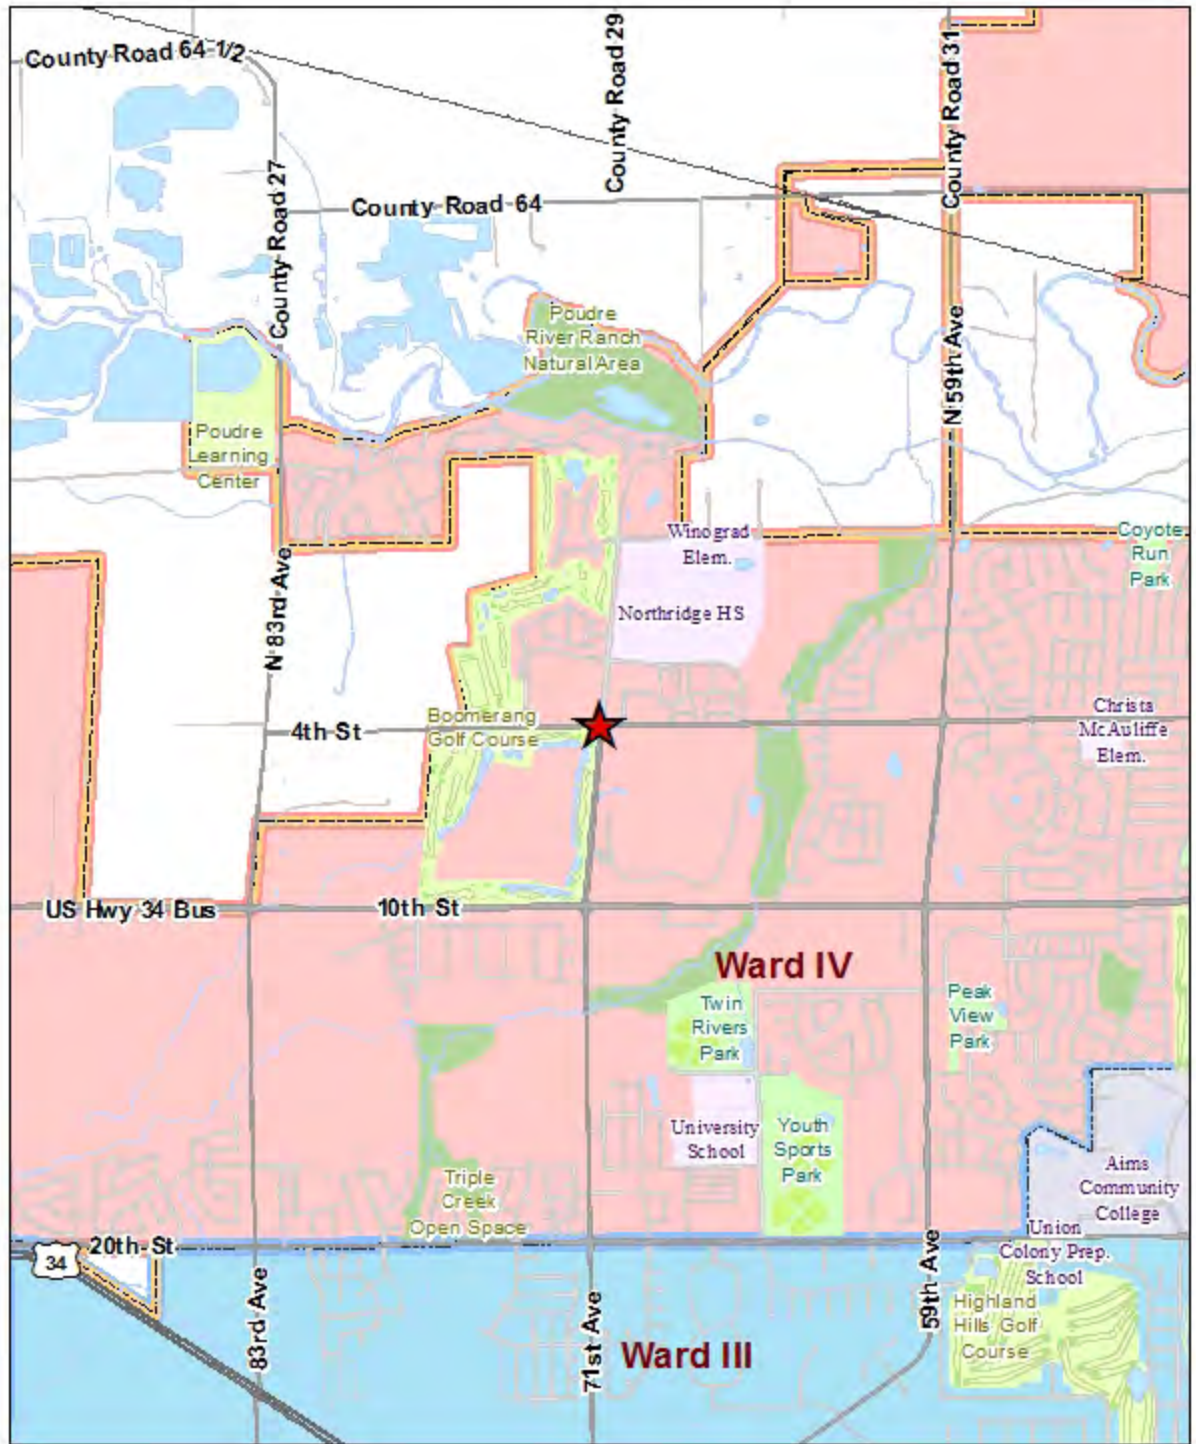 County Road 64-1/2
County Road 29
County Road 31
County Road 27
County Road 64
Poudre
River Ranch
Natural Area
N 59th Ave
Poudre
Learning
Center
Winograd
Elem.
Coyote
Run
Park
N 83rd Ave
Northridge HS
Boomerang
Golf Course
4th St
Christa
McAuliffe
Elem.
US Hwy 34 Bus
10th St
Ward IV
Twin
Rivers
Park
Peak
View
Park
University
School
Youth
Sports
Park
Aims
Community
College
Triple
Creek
Open Space
20th St
34
Union
Colony Prep.
School
83rd Ave
71st Ave
59th Ave
Highland
Hills Golf
Course
Ward III